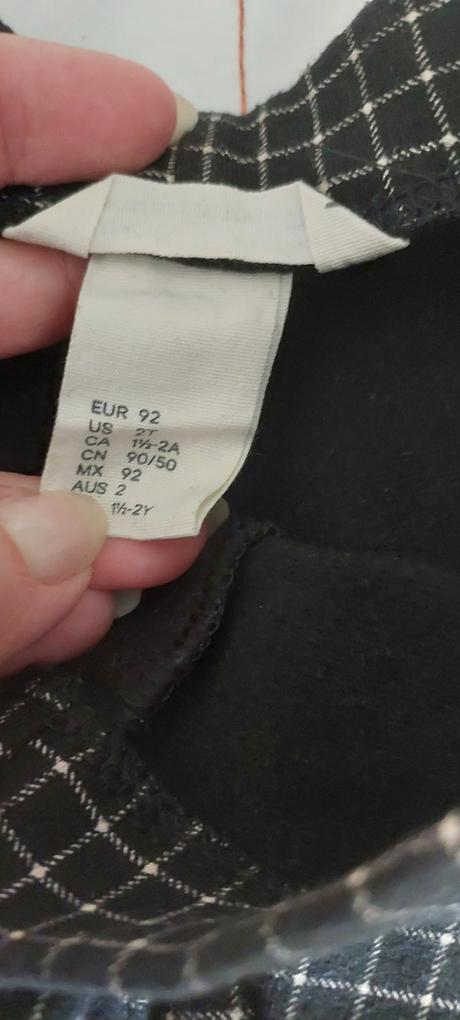 EUR 92
US 2T
CA 1½-2A
CN 90/50
MX 92
AUS 2
1½-2Y